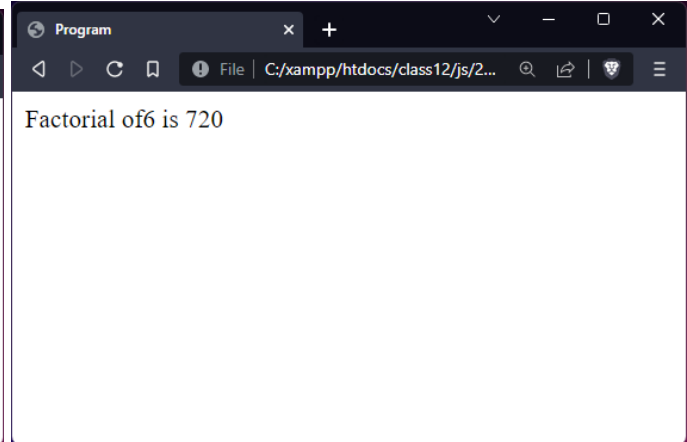 Program
File C:/xampp/htdocs/class12/js/2...
Factorial of6 is 720